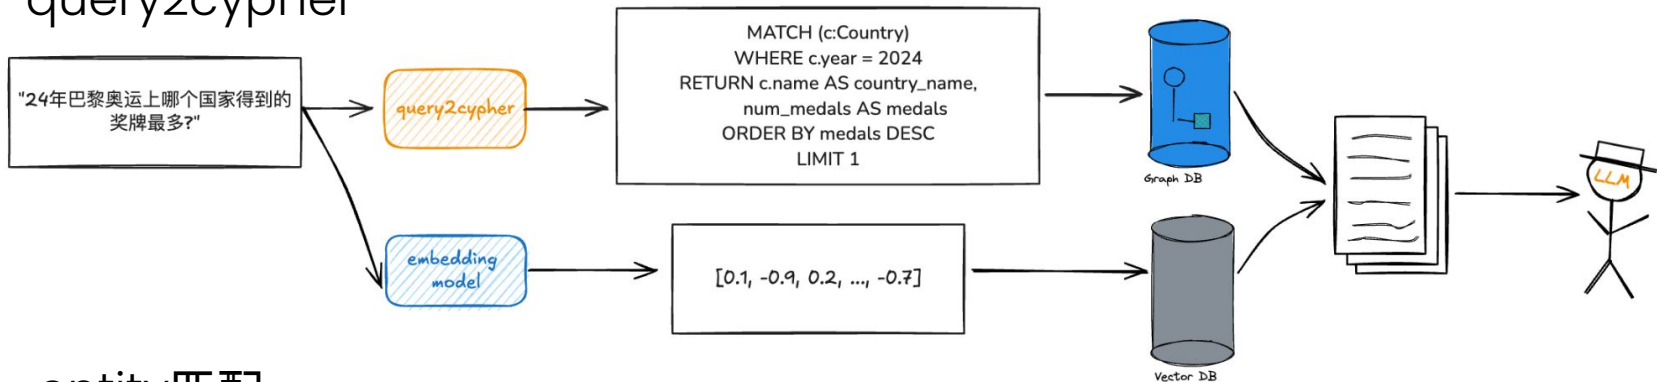 query2cypher
"24年巴黎奥运上哪个国家得到的
奖牌最多?"
query2cypher
MATCH (c:Country)
WHERE c.year = 2024
RETURN c.name AS country_name,
num_medals AS medals
ORDER BY medals DESC
LIMIT 1
Graph DB
LLM
embedding
model
[0.1, -0.9, 0.2, ..., -0.7]
Vector DB
entity匹配